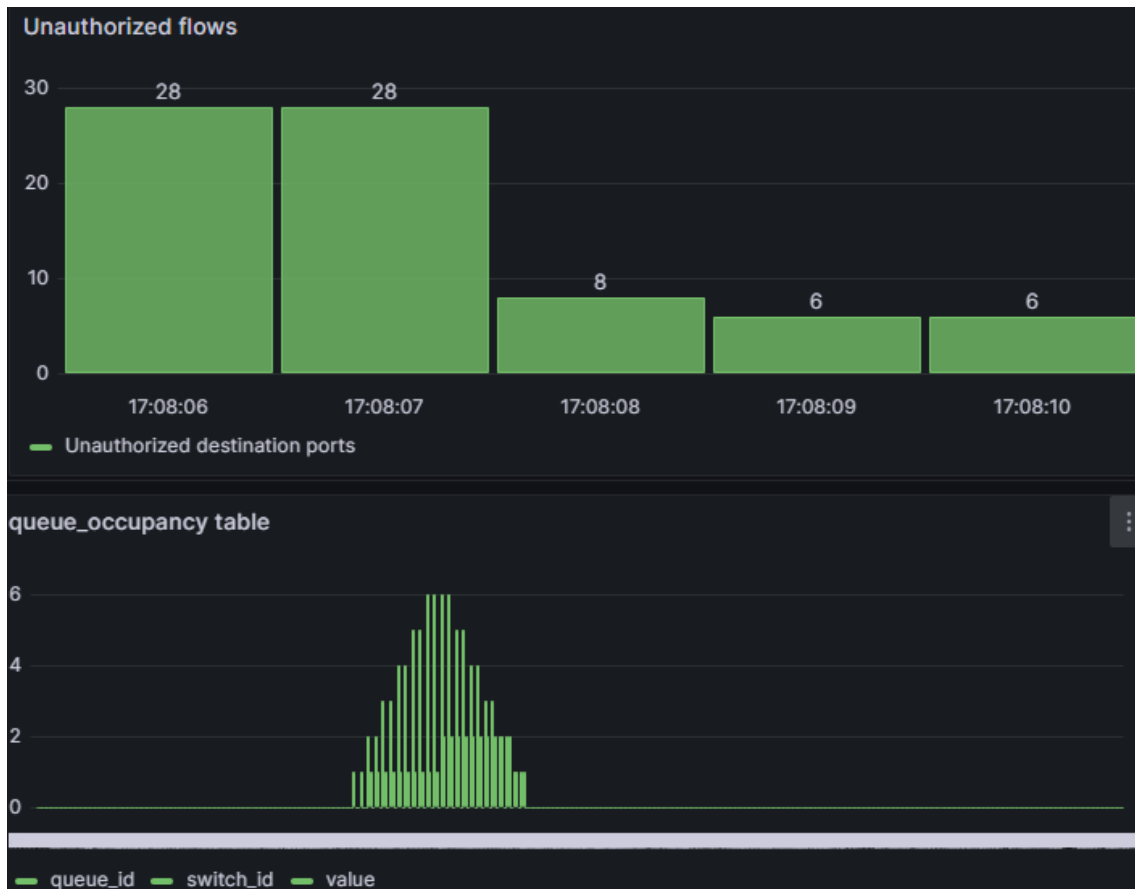 Unauthorized flows
30
28 28
20
10
8
6 6
0
17:08:06 17:08:07 17:08:08 17:08:09 17:08:10
Unauthorized destination ports
queue_occupancy table
6
4
2
0
queue_id switch_id value